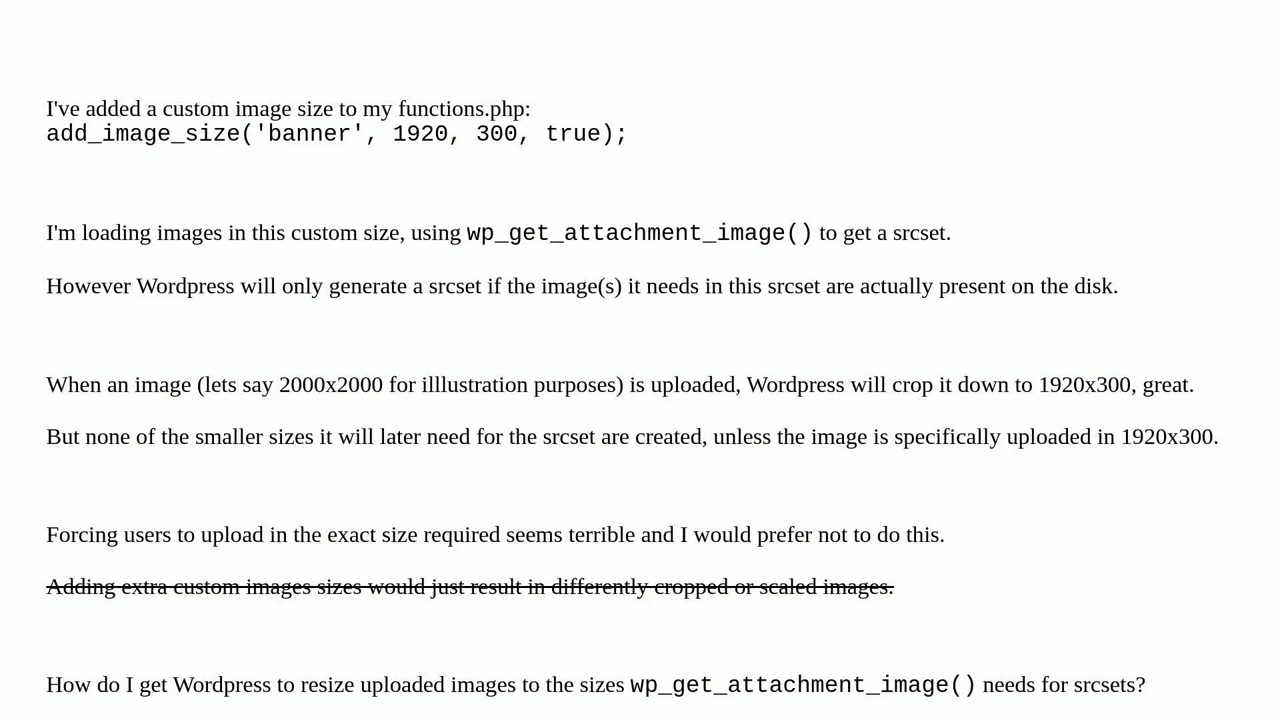 I've added a custom image size to my functions.php:
add_image_size('banner', 1920, 300, true);
I'm loading images in this custom size, using wp_get_attachment_image() to get a srcset.
However Wordpress will only generate a srcset if the image(s) it needs in this srcset are actually present on the disk.
When an image (lets say 2000x2000 for illlustration purposes) is uploaded, Wordpress will crop it down to 1920x300, great.
But none of the smaller sizes it will later need for the srcset are created, unless the image is specifically uploaded in 1920x300.
Forcing users to upload in the exact size required seems terrible and I would prefer not to do this.
Adding extra custom images sizes would just result in differently cropped or scaled images.
How do I get Wordpress to resize uploaded images to the sizes wp_get_attachment_image() needs for srcsets?